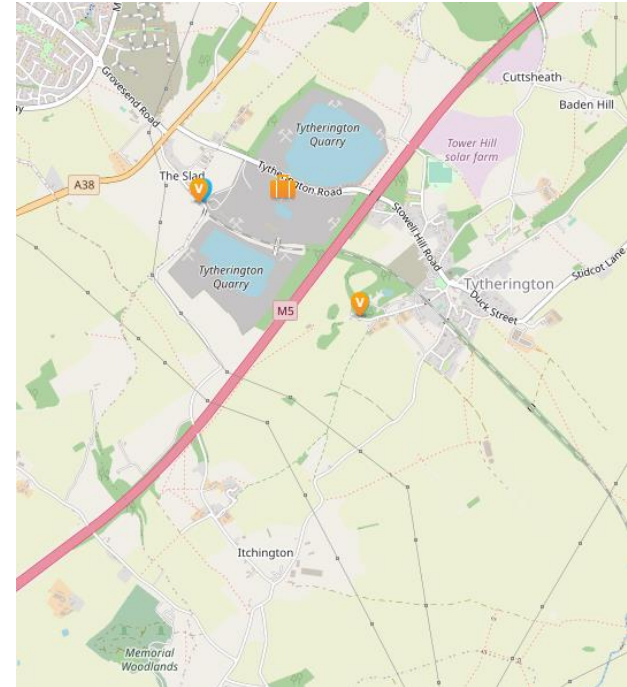 M
ay
Grovesend Road
Cuttsheath
Baden Hill
Tytherington
Quarry
Tower Hill
solar farm
A38
The Slad
Tytherington Road
V
Stowell Hill Road
Tytherington
Quarry
Tytherington
Stidcot Lane
Duck Street
M5
V
Itchington
Memorial
Woodlands